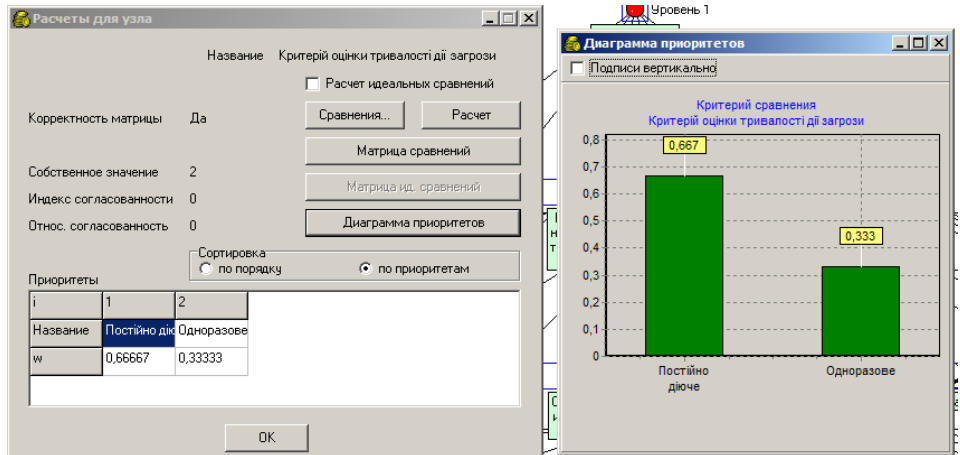 Расчеты для узла
Название Критерій оцінки тривалості дії загрози
Расчет идеальных сравнений
Корректность матрицы Да
Сравнения... Расчет
Матрица сравнений
Собственное значение 2
Матрица ид. сравнений
Индекс согласованности 0
Относ. согласованность 0
Диаграмма приоритетов
Сортировка
по порядку по приоритетам
Приоритеты
i 1 2
Название Постійно дію Одноразове
w 0,66667 0,33333
OK
Уровень 1
Диаграмма приоритетов
Подписи вертикально
Критерий сравнения
Критерій оцінки тривалості дії загрози
0,8
0,7
0,6
0,5
0,4
0,3
0,2
0,1
0
0,667
0,333
Постійно
діюче
Одноразове